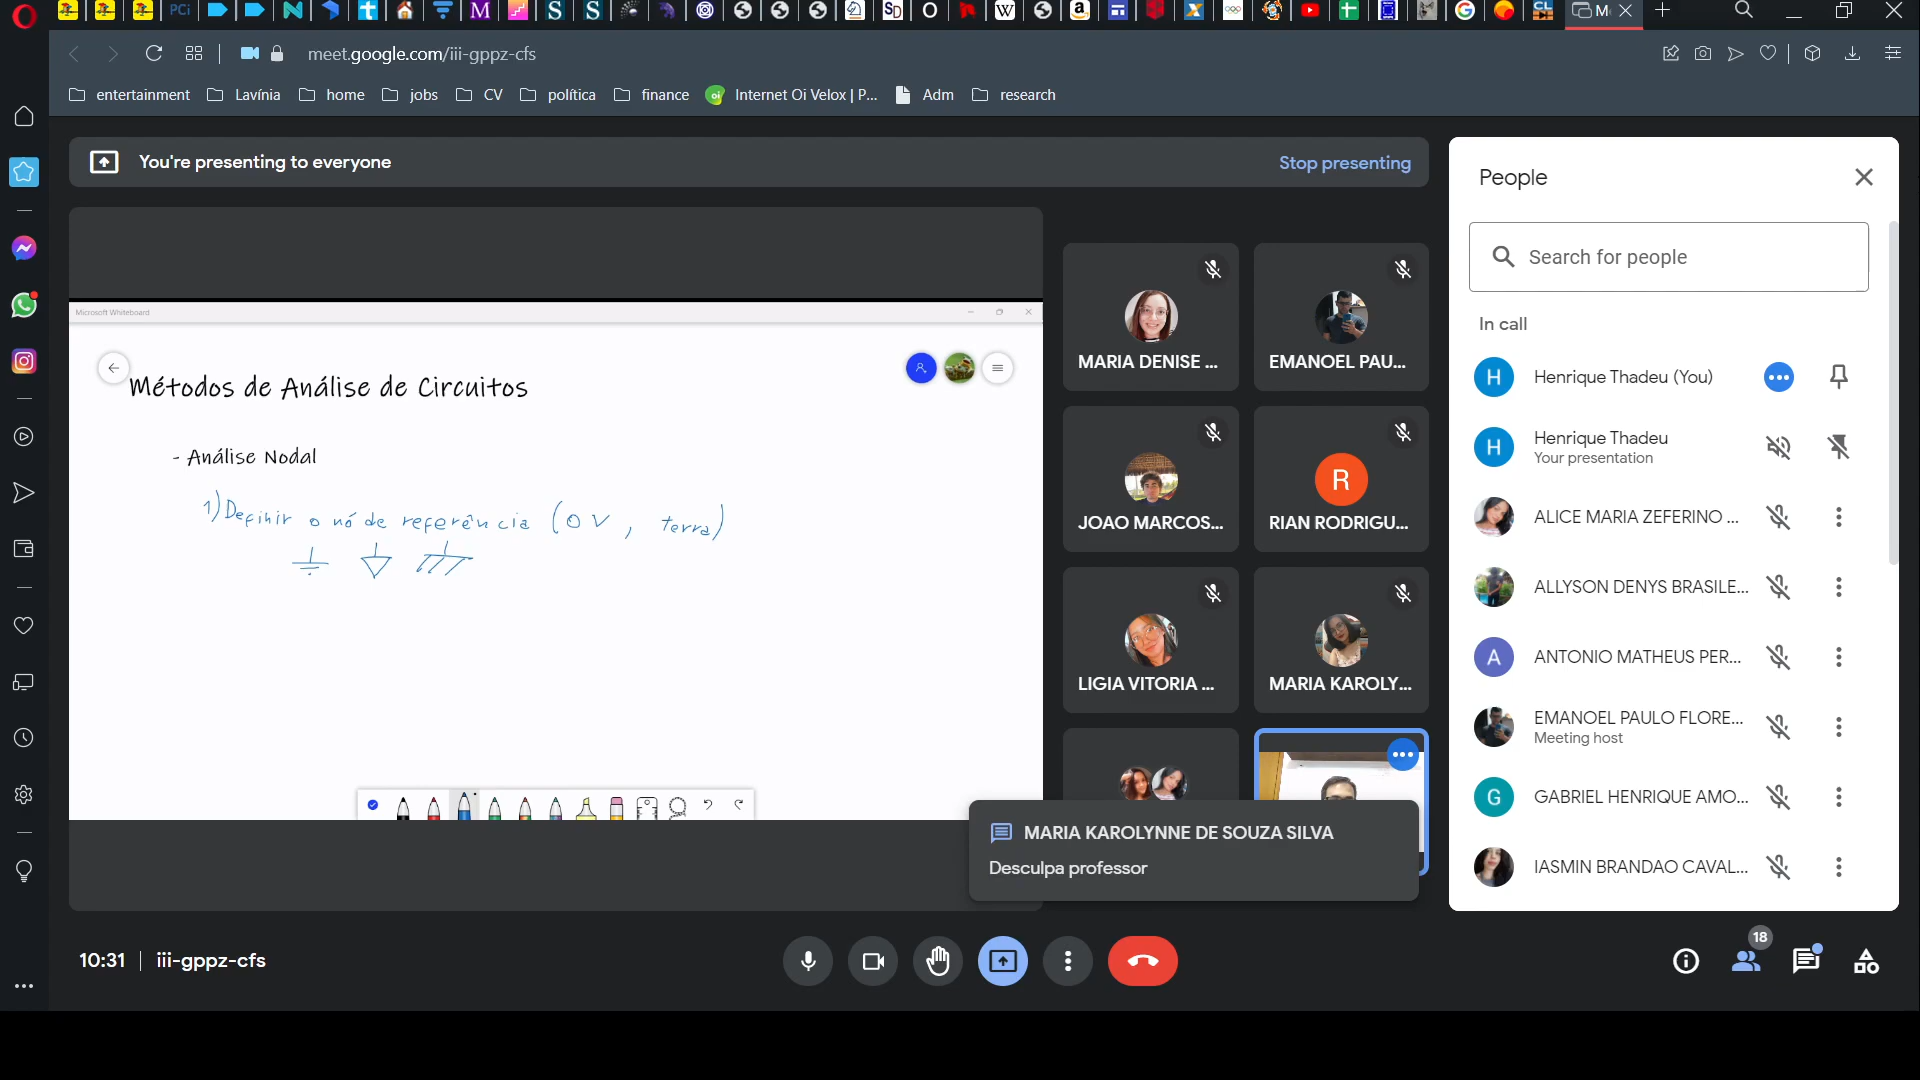 PCi
meet.google.com/iii-gppz-cfs
entertainment
Lavínia
home
jobs
CV
política
finance
Internet Oi Velox | P...
Adm
research
You're presenting to everyone
Stop presenting
Microsoft Whiteboard
Métodos de Análise de Circuitos
- Análise Nodal
1) Definir o nó de referência (0 V, terra)
MARIA DENISE ...
EMANOEL PAU...
JOAO MARCOS...
R
RIAN RODRIGU...
LIGIA VITORIA ...
MARIA KAROLY...
MARIA KAROLYNNE DE SOUZA SILVA
Desculpa professor
People
Search for people
In call
H
Henrique Thadeu (You)
H
Henrique Thadeu
Your presentation
ALICE MARIA ZEFERINO ...
ALLYSON DENYS BRASILE...
A
ANTONIO MATHEUS PER...
EMANOEL PAULO FLORE...
Meeting host
G
GABRIEL HENRIQUE AMO...
IASMIN BRANDAO CAVAL...
10:31
iii-gppz-cfs
18